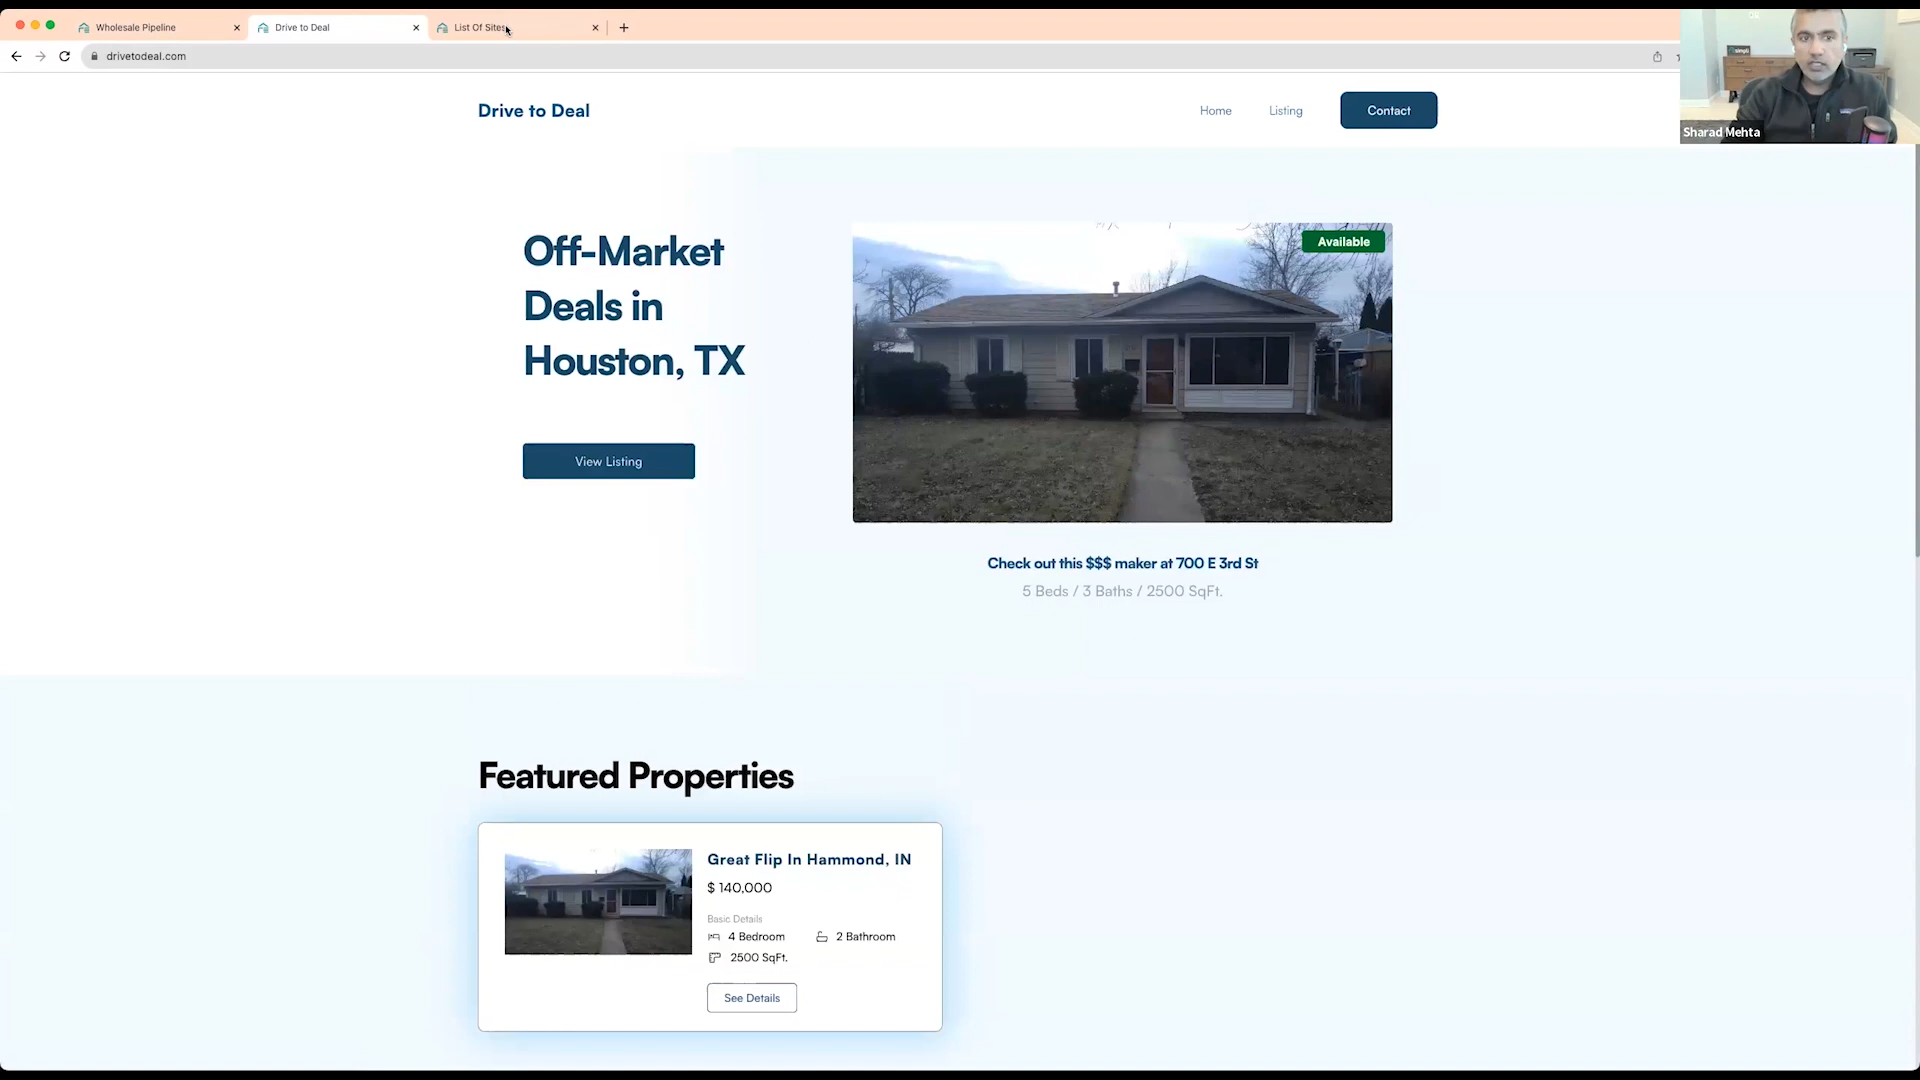 Wholesale Pipeline
Drive to Deal
List Of Sites
drivetodeal.com
Drive to Deal
Home
Listing
Contact
Sharad Mehta
Off-Market
Deals in
Houston, TX
View Listing
Available
Check out this $$$ maker at 700 E 3rd St
5 Beds / 3 Baths / 2500 SqFt.
Featured Properties
Great Flip In Hammond, IN
$ 140,000
Basic Details
4 Bedroom
2 Bathroom
2500 SqFt.
See Details